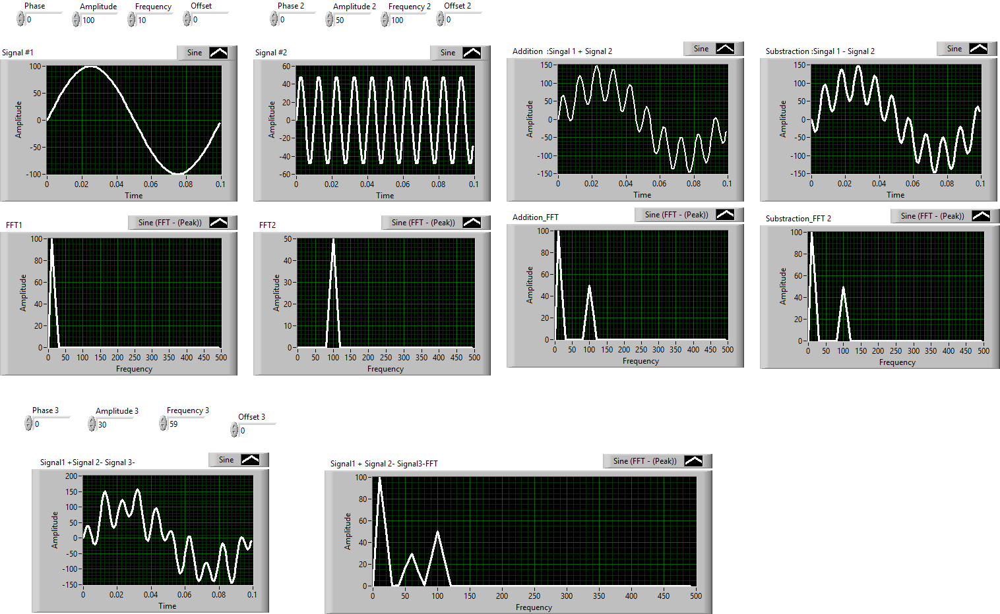 Phase Amplitude Frequency Offset Phase 2 Amplitude 2 Frequency 2 Offset 2
0 100 10 0 0 50 100 0
Signal #1 Sine
100
50
0
-50
-100
Amplitude
0 0.02 0.04 0.06 0.08 0.1
Time
Signal #2 Sine
60
40
20
0
-20
-40
-60
Amplitude
0 0.02 0.04 0.06 0.08 0.1
Time
Addition :Singal 1 + Signal 2 Sine
150
100
50
0
-50
-100
-150
Amplitude
0 0.02 0.04 0.06 0.08 0.1
Time
Substraction :Singal 1 - Signal 2 Sine
150
100
50
0
-50
-100
-150
Amplitude
0 0.02 0.04 0.06 0.08 0.1
Time
FFT1 Sine (FFT - (Peak))
100
80
60
40
20
0
Amplitude
0 50 100 150 200 250 300 350 400 450 500
Frequency
FFT2 Sine (FFT - (Peak))
50
40
30
20
10
0
Amplitude
0 50 100 150 200 250 300 350 400 450 500
Frequency
Addition_FFT Sine (FFT - (Peak))
100
80
60
40
20
0
Amplitude
0 50 100 150 200 250 300 350 400 450 500
Frequency
Substraction_FFT 2 Sine (FFT - (Peak))
100
80
60
40
20
0
Amplitude
0 50 100 150 200 250 300 350 400 450 500
Frequency
Phase 3 Amplitude 3 Frequency 3 Offset 3
0 30 59 0
Signal1 +Signal 2- Signal 3- Sine
200
150
100
50
0
-50
-100
-150
Amplitude
0 0.02 0.04 0.06 0.08 0.1
Time
Signal1 + Signal 2- Signal3-FFT Sine (FFT - (Peak))
100
80
60
40
20
0
Amplitude
0 50 100 150 200 250 300 350 400 450 500
Frequency